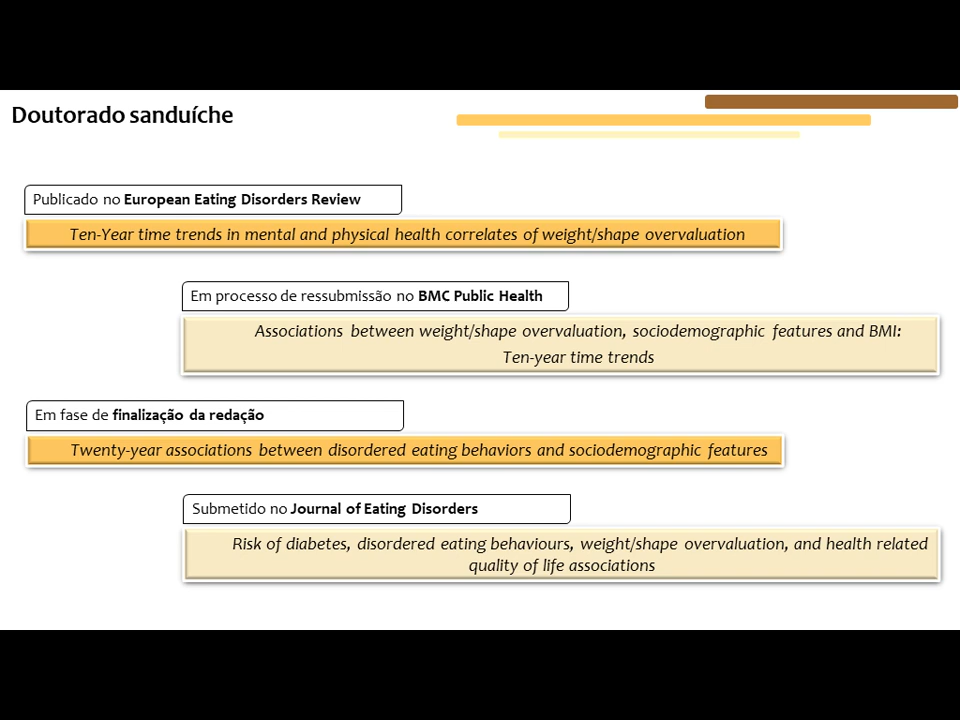 Doutorado sanduíche
Publicado no European Eating Disorders Review
Ten-Year time trends in mental and physical health correlates of weight/shape overvaluation
Em processo de ressubmissão no BMC Public Health
Associations between weight/shape overvaluation, sociodemographic features and BMI:
Ten-year time trends
Em fase de finalização da redação
Twenty-year associations between disordered eating behaviors and sociodemographic features
Submetido no Journal of Eating Disorders
Risk of diabetes, disordered eating behaviours, weight/shape overvaluation, and health related
quality of life associations